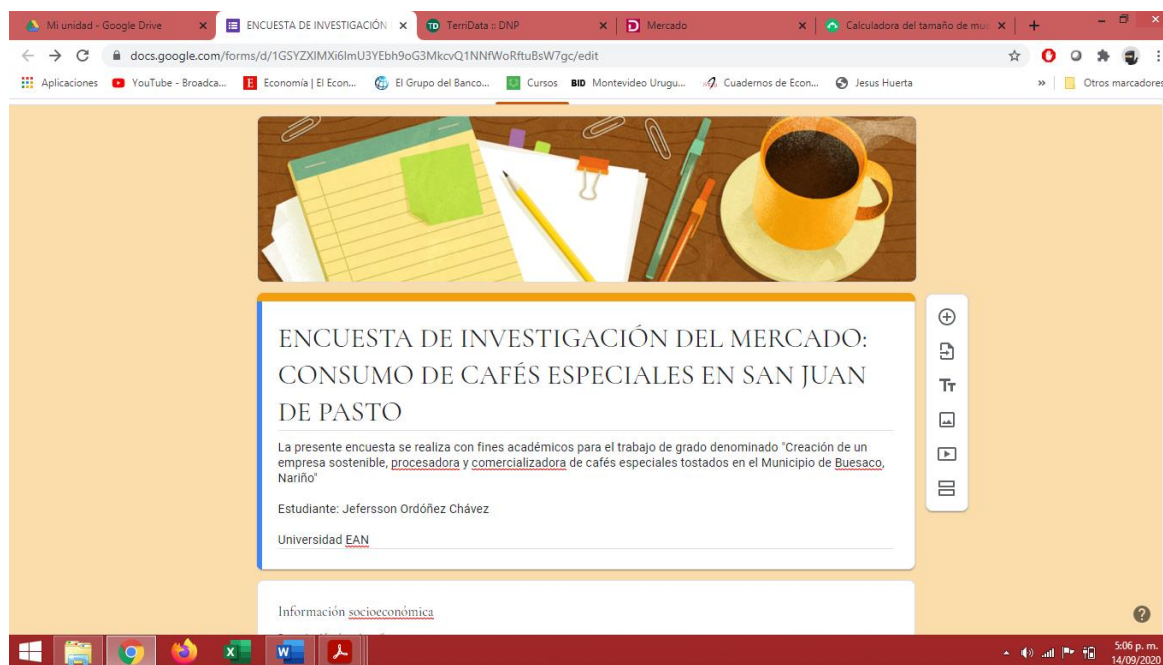 Mi unidad - Google Drive
ENCUESTA DE INVESTIGACIÓN
TerriData :: DNP
Mercado
Calculadora del tamaño de mue
docs.google.com/forms/d/1GSYZXIMXi6ImU3YEbh9oG3MkcvQ1NNfWoRftuBsW7gc/edit
Aplicaciones YouTube - Broadca... Economía | El Econ... El Grupo del Banco... Cursos BID Montevideo Urugu... Cuadernos de Econ... Jesus Huerta » Otros marcadores
ENCUESTA DE INVESTIGACIÓN DEL MERCADO:
CONSUMO DE CAFÉS ESPECIALES EN SAN JUAN
DE PASTO
La presente encuesta se realiza con fines académicos para el trabajo de grado denominado "Creación de un
empresa sostenible, procesadora y comercializadora de cafés especiales tostados en el Municipio de Buesaco,
Nariño"
Estudiante: Jefersson Ordóñez Chávez
Universidad EAN
Información socioeconómica
5:06 p. m.
14/09/2020